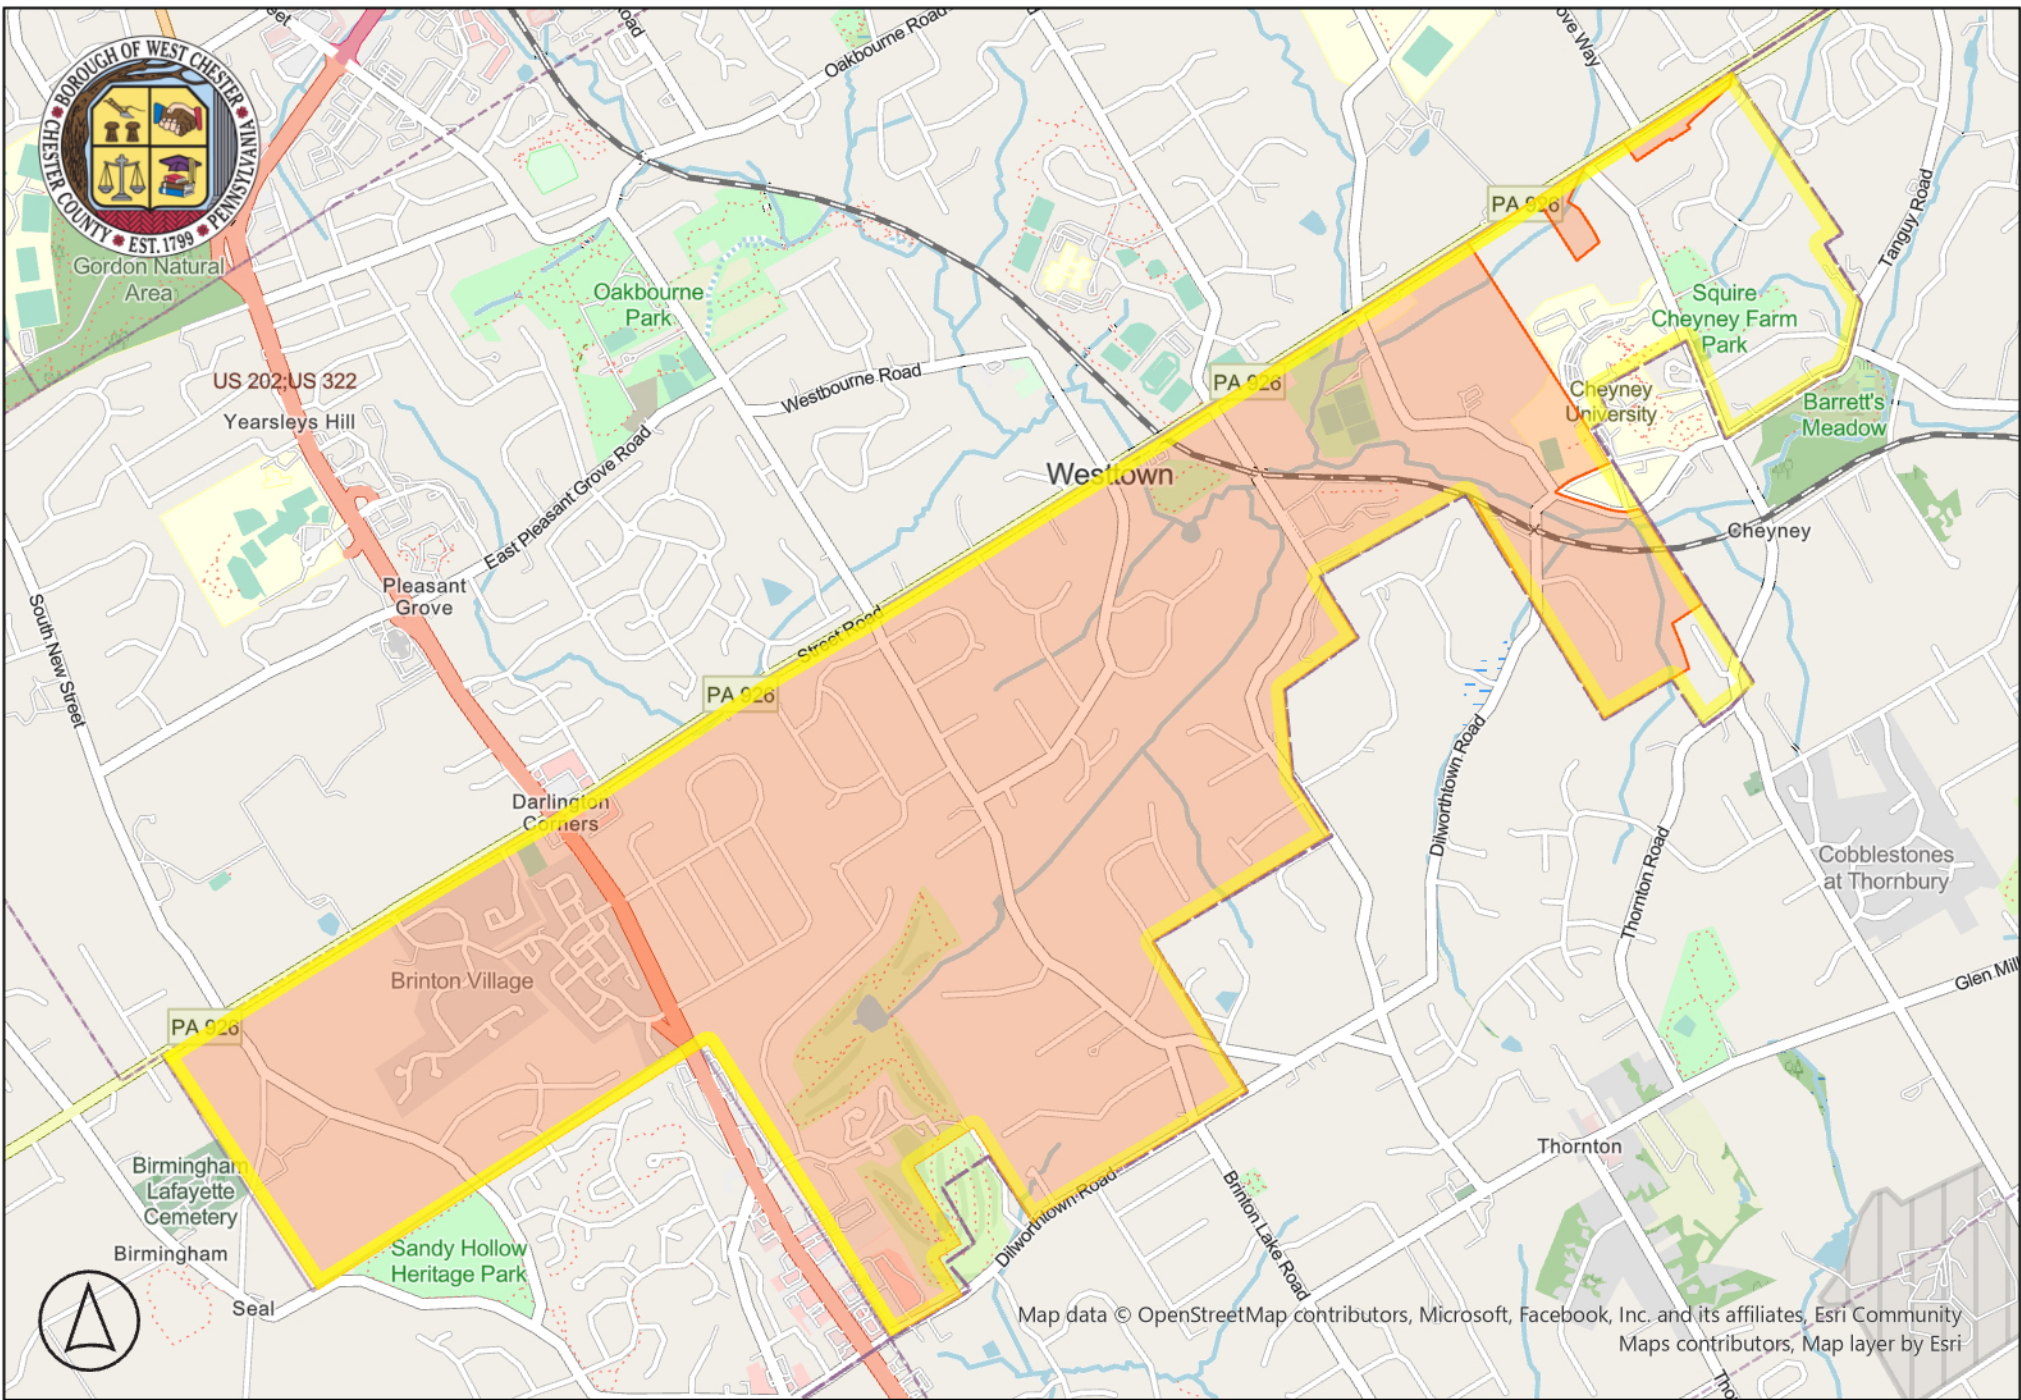 BOROUGH OF WEST CHESTER
CHESTER COUNTY
EST. 1799
PENNSYLVANIA
Road
Oakbourne Road
ove Way
Gordon Natural
Area
US 202;US 322
Yearsleys Hill
Oakbourne
Park
Westbourne Road
East Pleasant Grove Road
Pleasant
Grove
South New Street
Westtown
PA 926
PA 926
PA 926
PA 926
Street Road
Tanguy Road
Squire
Cheyney Farm
Park
Cheyney
University
Barrett's
Meadow
Cheyney
Darlington
Corners
Brinton Village
Dilworthtown Road
Thornton Road
Cobblestones
at Thornbury
Glen Mill
Birmingham
Lafayette
Cemetery
Birmingham
Sandy Hollow
Heritage Park
Seal
Dilworthtown Road
Brinton Lake Road
Thornton
Map data © OpenStreetMap contributors, Microsoft, Facebook, Inc. and its affiliates, Esri Community
Maps contributors, Map layer by Esri